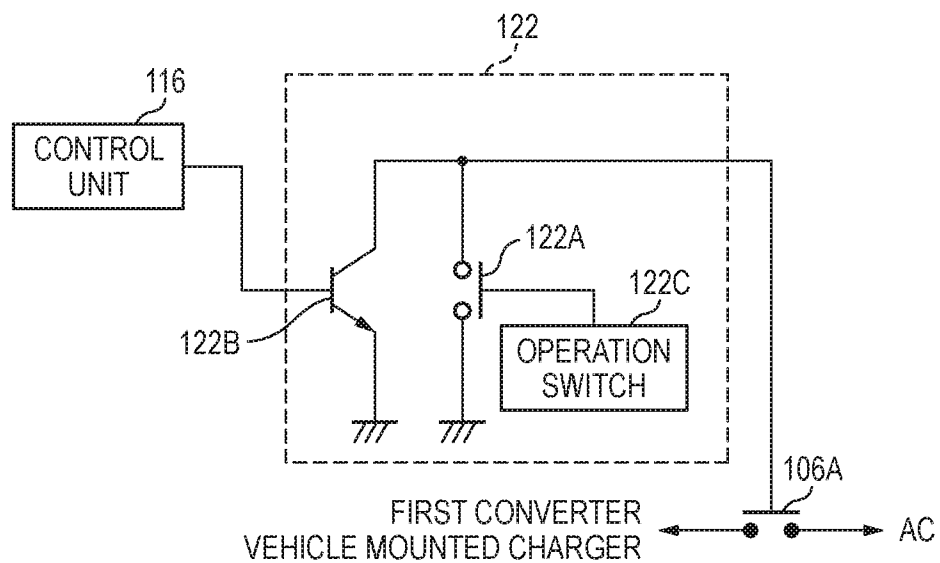 122
116
CONTROL
UNIT
122A
122C
122B
OPERATION
SWITCH
106A
FIRST CONVERTER
VEHICLE MOUNTED CHARGER
AC